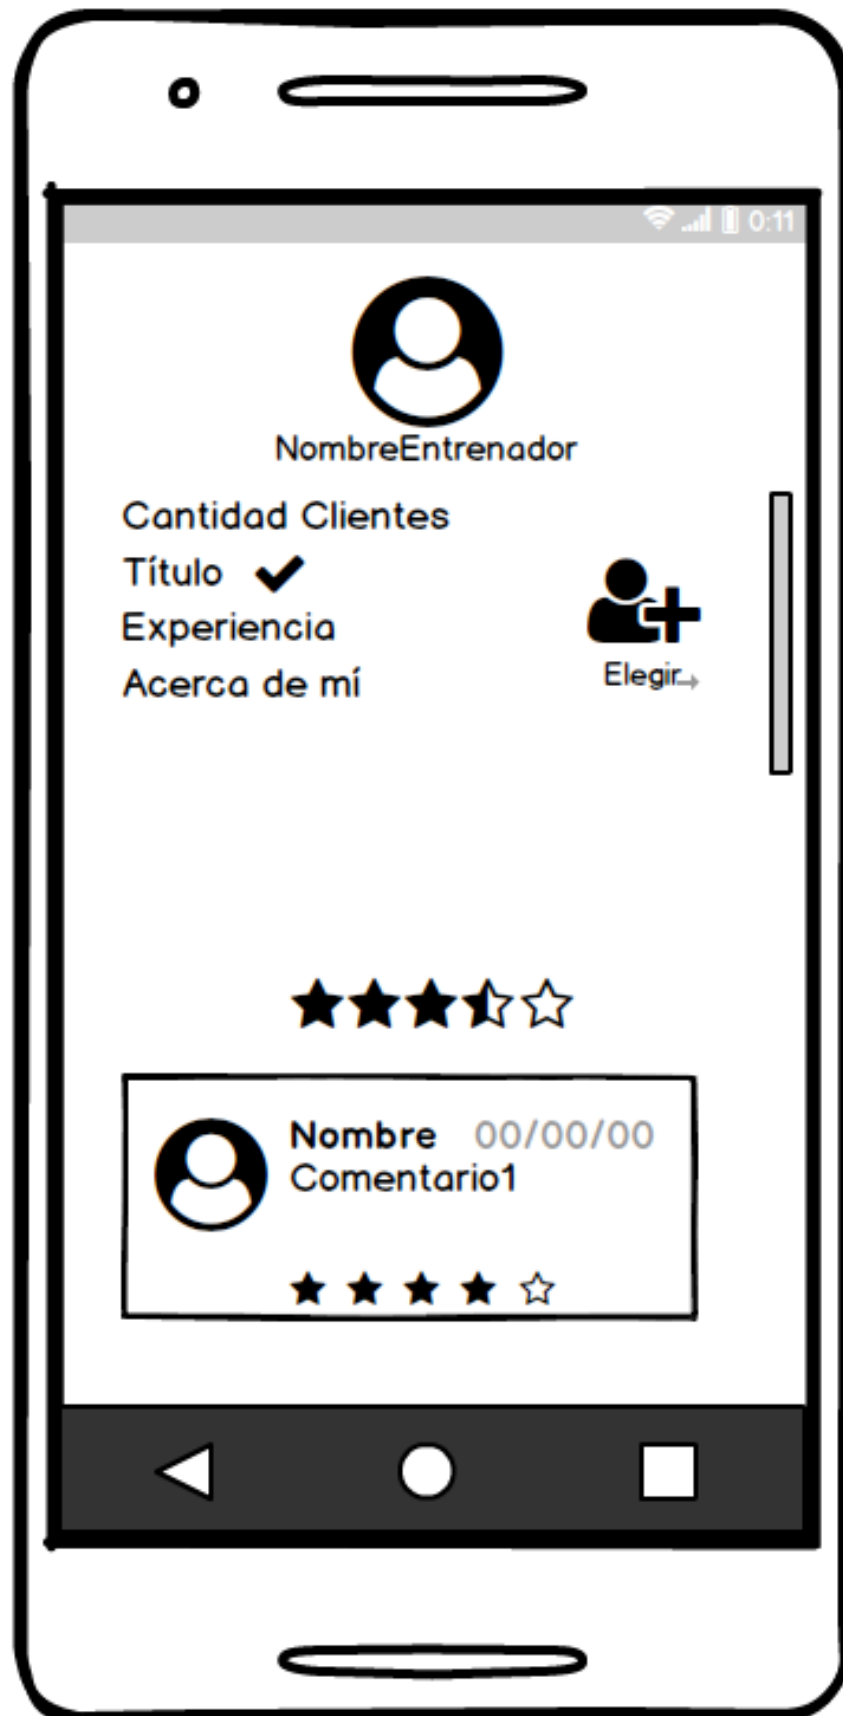 0:11
NombreEntrenador
Cantidad Clientes
Título
Experiencia
Acerca de mí
Elegir
Nombre 00/00/00
Comentario1